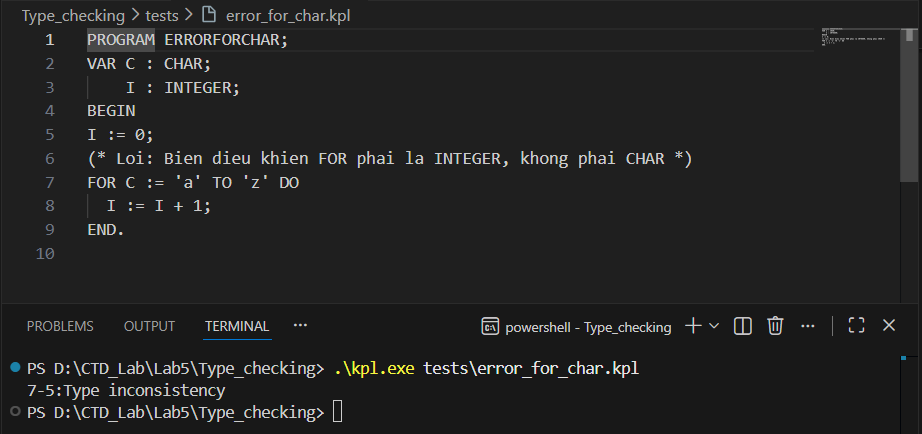 Type_checking > tests > error_for_char.kpl
1 PROGRAM ERRORFORCHAR;
2 VAR C : CHAR;
3 I : INTEGER;
4 BEGIN
5 I := 0;
6 (* Loi: Bien dieu khien FOR phai la INTEGER, khong phai CHAR *)
7 FOR C := 'a' TO 'z' DO
8 I := I + 1;
9 END.
10
PROBLEMS OUTPUT TERMINAL ··· powershell - Type_checking
PS D:\CTD_Lab\Lab5\Type_checking> .\kpl.exe tests\error_for_char.kpl
7-5:Type inconsistency
PS D:\CTD_Lab\Lab5\Type_checking>